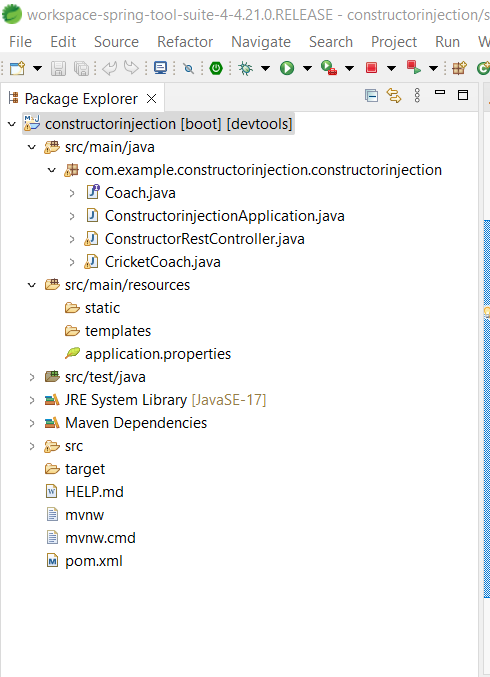 workspace-spring-tool-suite-4-4.21.0.RELEASE - constructorinjection/s
File Edit Source Refactor Navigate Search Project Run W
Package Explorer
constructorinjection [boot] [devtools]
src/main/java
com.example.constructorinjection.constructorinjection
Coach.java
ConstructorinjectionApplication.java
ConstructorRestController.java
CricketCoach.java
src/main/resources
static
templates
application.properties
src/test/java
JRE System Library [JavaSE-17]
Maven Dependencies
src
target
HELP.md
mvnw
mvnw.cmd
pom.xml